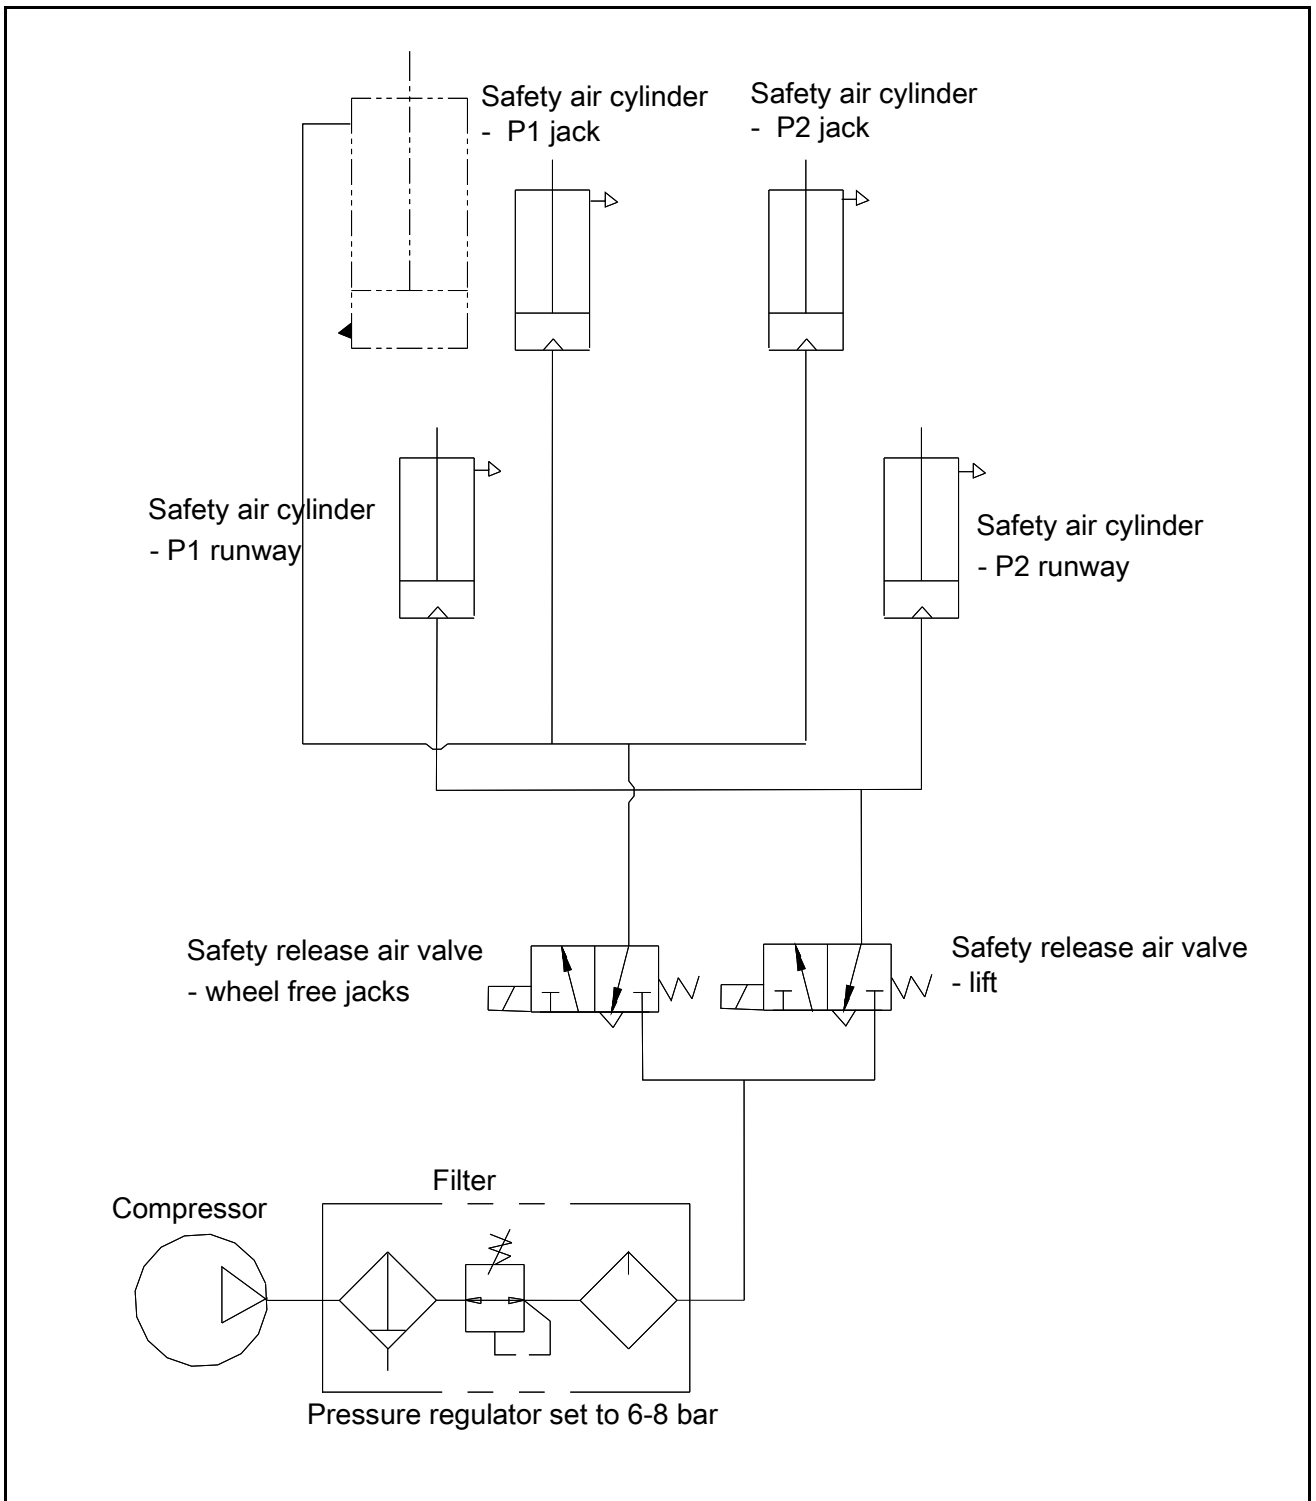 Safety air cylinder
- P1 jack
Safety air cylinder
- P2 jack
Safety air cylinder
- P1 runway
Safety air cylinder
- P2 runway
Safety release air valve
- wheel free jacks
Safety release air valve
- lift
Filter
Compressor
Pressure regulator set to 6-8 bar